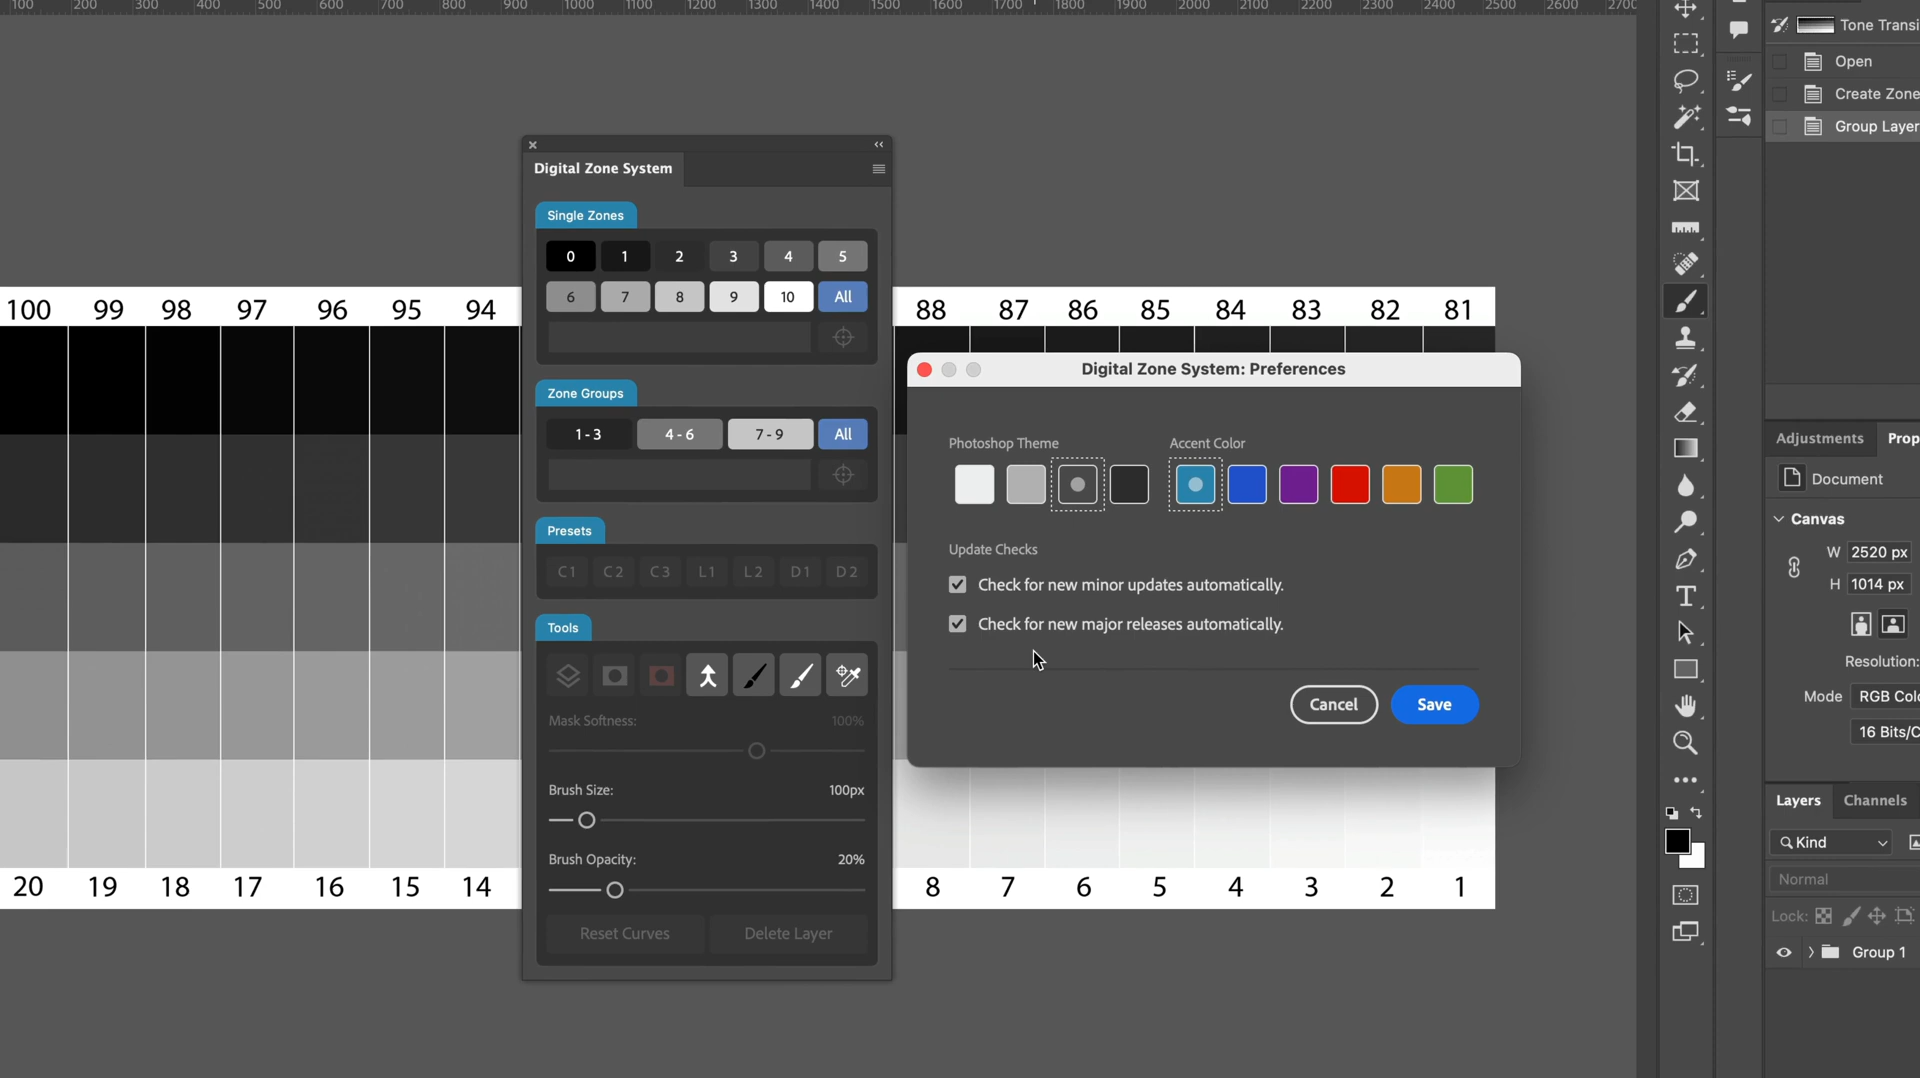 100 200 300 400 500 600 700 800 900 1000 1100 1200 1300 1400 1500 1600 1700 1800 1900 2000 2100 2200 2300 2400 2500 2600 2700
Tone Transi
Open
Create Zone
Group Layer
Digital Zone System
Single Zones
0 1 2 3 4 5
6 7 8 9 10 All
100 99 98 97 96 95 94 88 87 86 85 84 83 82 81
Zone Groups
1 - 3 4 - 6 7 - 9 All
Presets
C1 C2 C3 L1 L2 D1 D2
Tools
Mask Softness: 100%
Brush Size: 100px
Brush Opacity: 20%
Reset Curves Delete Layer
20 19 18 17 16 15 14 8 7 6 5 4 3 2 1
Digital Zone System: Preferences
Photoshop Theme Accent Color
Update Checks
Check for new minor updates automatically.
Check for new major releases automatically.
Cancel Save
Adjustments Prop
Document
Canvas
W 2520 px
H 1014 px
Resolution:
Mode RGB Colo
16 Bits/C
Layers Channels
Kind
Normal
Lock:
Group 1